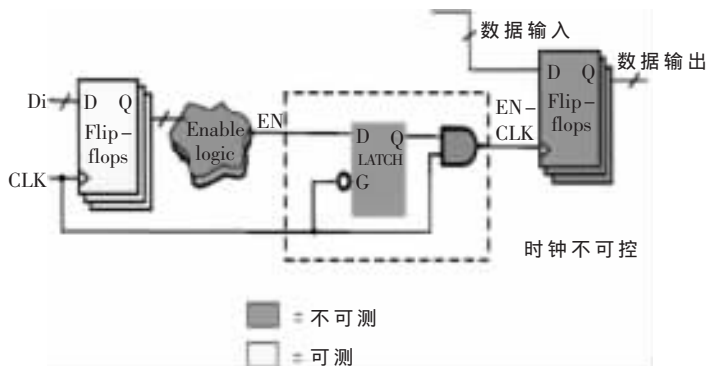 数据输入
数据输出
Di
D Q
Flip-
flops
CLK
Enable
logic
EN
D Q
LATCH
G
EN-
CLK
D Q
Flip-
flops
时钟不可控
= 不可测
= 可测